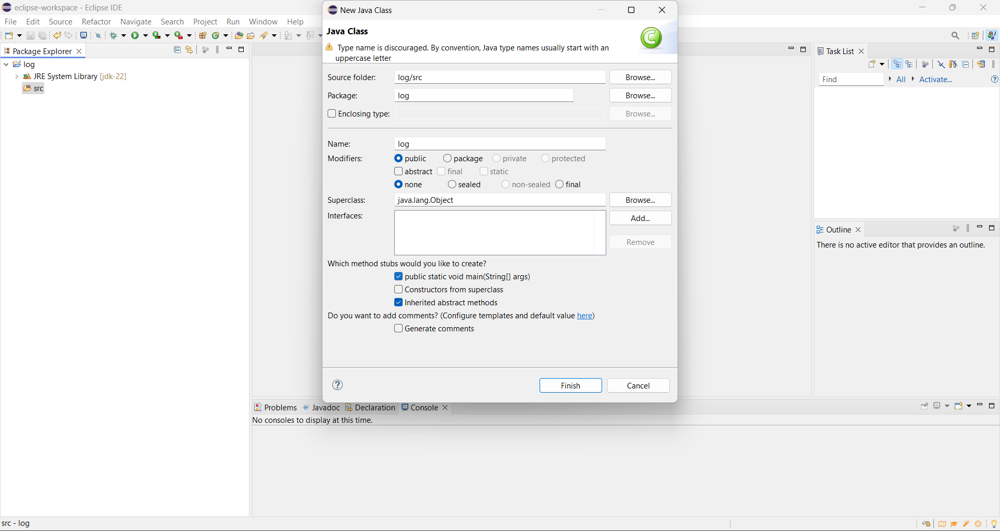 eclipse-workspace - Eclipse IDE
File Edit Source Refactor Navigate Search Project Run Window Help
Package Explorer
log
JRE System Library [jdk-22]
src
New Java Class
Java Class
Type name is discouraged. By convention, Java type names usually start with an
uppercase letter
Source folder: log/src Browse...
Package: log Browse...
Enclosing type: Browse...
Name: log
Modifiers: public package private protected
abstract final static
none sealed non-sealed final
Superclass: java.lang.Object Browse...
Interfaces: Add...
Remove
Which method stubs would you like to create?
public static void main(String[] args)
Constructors from superclass
Inherited abstract methods
Do you want to add comments? (Configure templates and default value here)
Generate comments
Finish Cancel
Task List
Find All Activate...
Outline
There is no active editor that provides an outline.
Problems Javadoc Declaration Console
No consoles to display at this time.
src - log